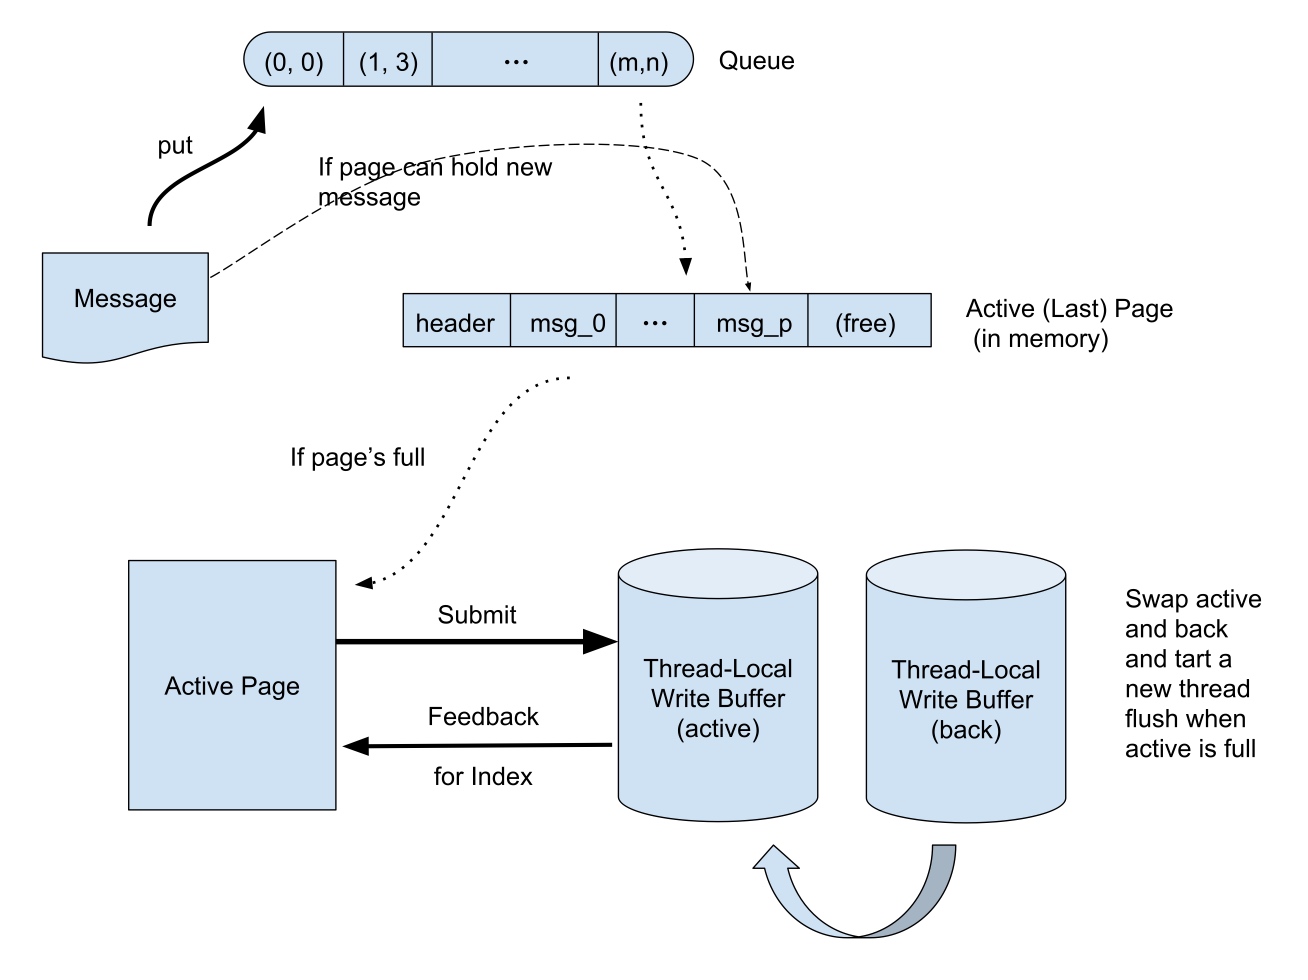 (0, 0) (1, 3) ... (m,n) Queue
put
If page can hold new
message
Message
header msg_0 ... msg_p (free)
Active (Last) Page
(in memory)
If page’s full
Active Page
Submit
Feedback
for Index
Thread-Local
Write Buffer
(active)
Thread-Local
Write Buffer
(back)
Swap active
and back
and tart a
new thread
flush when
active is full